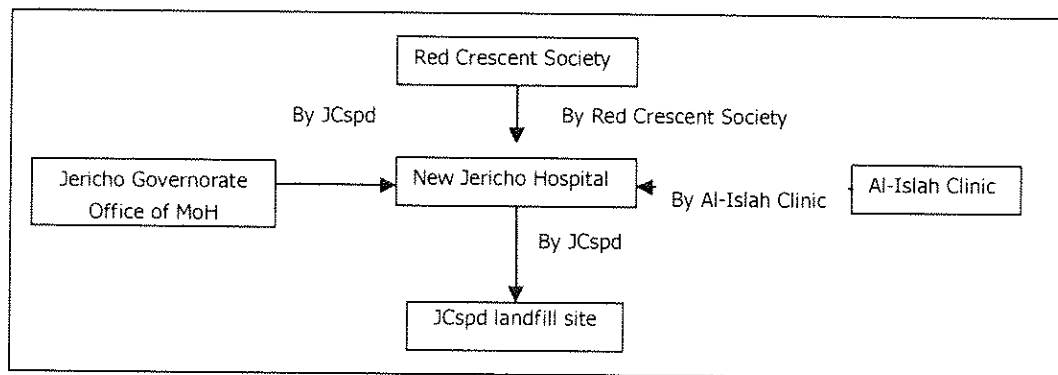 Red Crescent Society
By JCspd
By Red Crescent Society
Jericho Governorate
Office of MoH
New Jericho Hospital
By Al-Islah Clinic
Al-Islah Clinic
By JCspd
JCspd landfill site